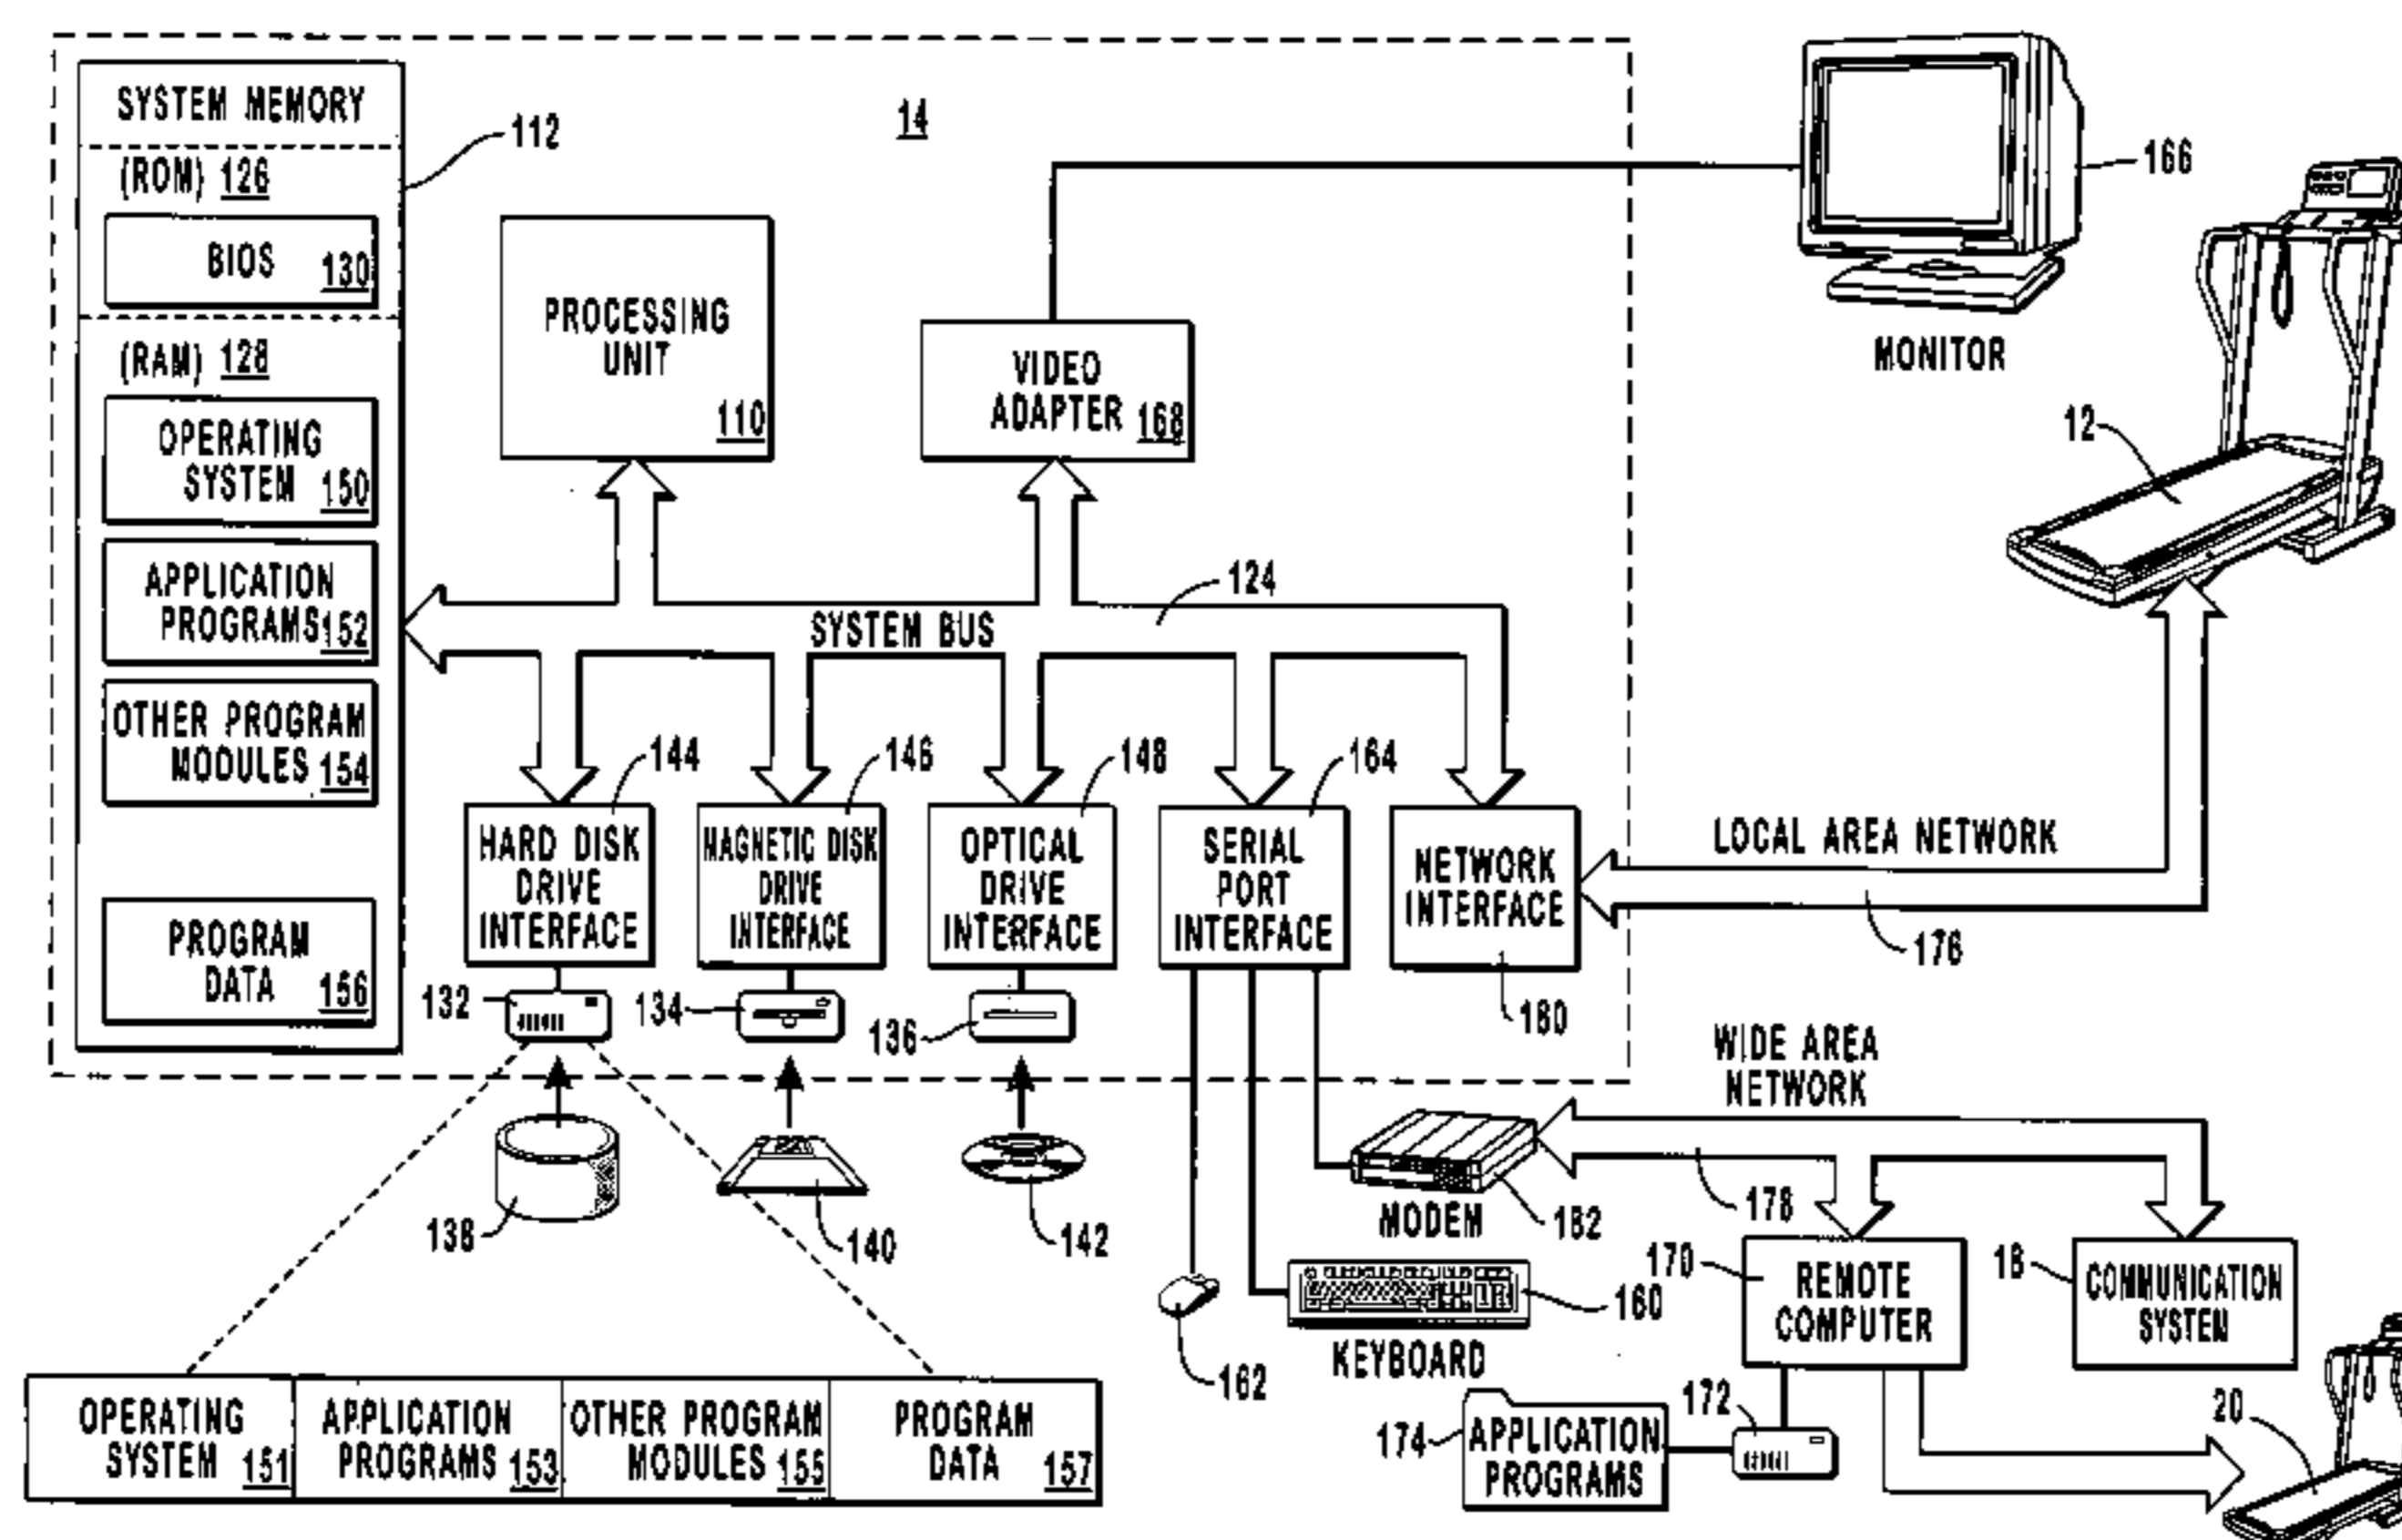 SYSTEM MEMORY
(ROM) 126
BIOS 130
(RAM) 128
OPERATING
SYSTEM 150
APPLICATION
PROGRAMS 152
OTHER PROGRAM
MODULES 154
PROGRAM
DATA 156
112
14
PROCESSING
UNIT
110
VIDEO
ADAPTER 168
166
MONITOR
12
124
SYSTEM BUS
144
146
148
164
HARD DISK
DRIVE
INTERFACE
MAGNETIC DISK
DRIVE
INTERFACE
OPTICAL
DRIVE
INTERFACE
SERIAL
PORT
INTERFACE
NETWORK
INTERFACE
LOCAL AREA NETWORK
176
132
134
136
180
WIDE AREA
NETWORK
138
140
142
MODEM
182
178
170
REMOTE
COMPUTER
18
COMMUNICATION
SYSTEM
162
160
KEYBOARD
172
174
APPLICATION
PROGRAMS
20
OPERATING
SYSTEM 151
APPLICATION
PROGRAMS 153
OTHER PROGRAM
MODULES 155
PROGRAM
DATA 157